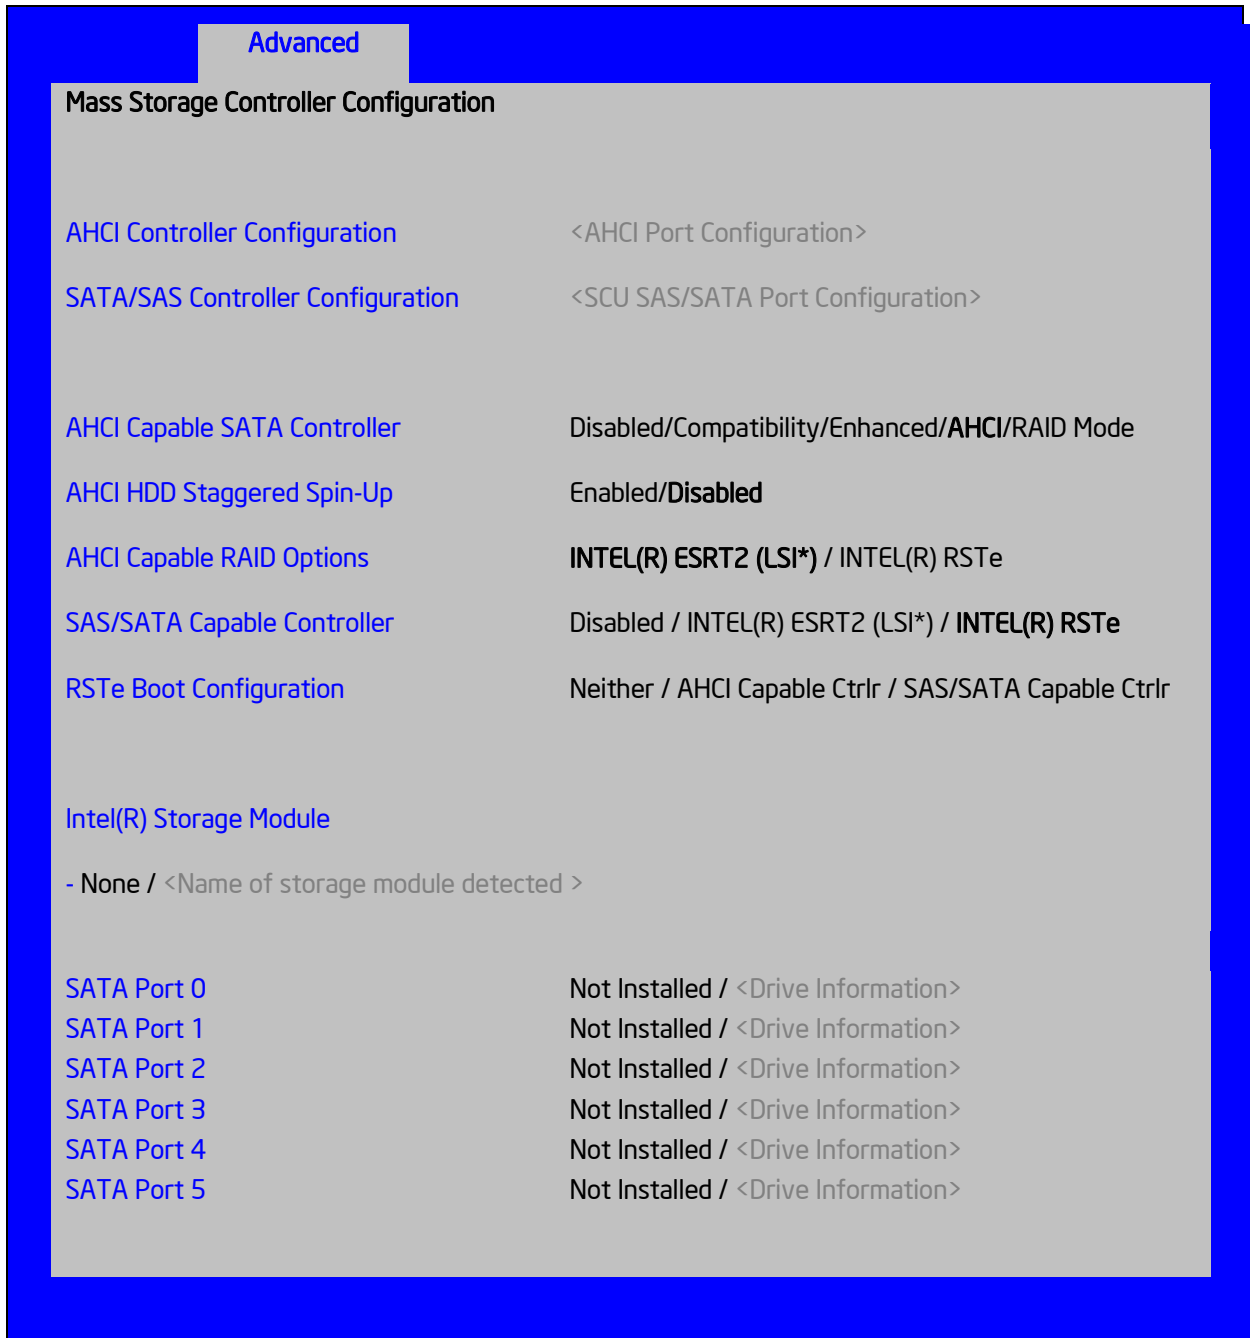 Advanced
Mass Storage Controller Configuration
AHCI Controller Configuration <AHCI Port Configuration>
SATA/SAS Controller Configuration <SCU SAS/SATA Port Configuration>
AHCI Capable SATA Controller Disabled/Compatibility/Enhanced/AHCI/RAID Mode
AHCI HDD Staggered Spin-Up Enabled/Disabled
AHCI Capable RAID Options INTEL(R) ESRT2 (LSI*) / INTEL(R) RSTe
SAS/SATA Capable Controller Disabled / INTEL(R) ESRT2 (LSI*) / INTEL(R) RSTe
RSTe Boot Configuration Neither / AHCI Capable Ctrlr / SAS/SATA Capable Ctrlr
Intel(R) Storage Module
- None / <Name of storage module detected >
SATA Port 0 Not Installed / <Drive Information>
SATA Port 1 Not Installed / <Drive Information>
SATA Port 2 Not Installed / <Drive Information>
SATA Port 3 Not Installed / <Drive Information>
SATA Port 4 Not Installed / <Drive Information>
SATA Port 5 Not Installed / <Drive Information>